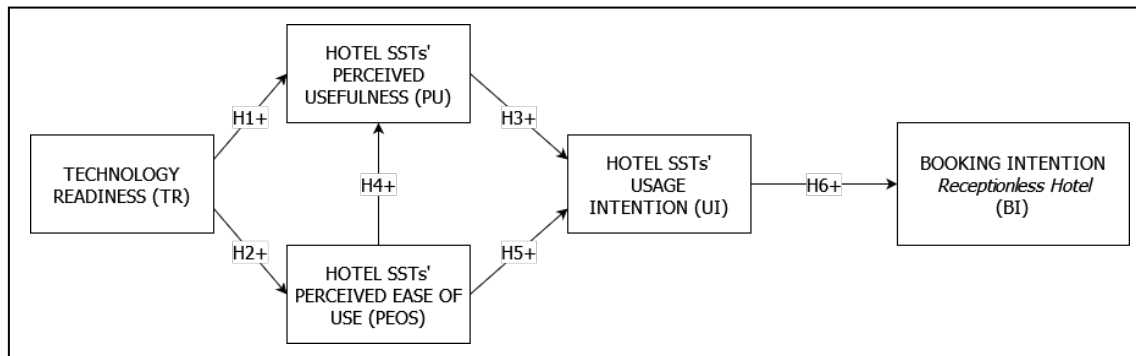 HOTEL SSTs'
PERCEIVED
USEFULNESS (PU)
H1+
H3+
TECHNOLOGY
READINESS (TR)
H4+
HOTEL SSTs'
USAGE
INTENTION (UI)
H6+
BOOKING INTENTION
Receptionless Hotel
(BI)
H2+
H5+
HOTEL SSTs'
PERCEIVED EASE OF
USE (PEOS)